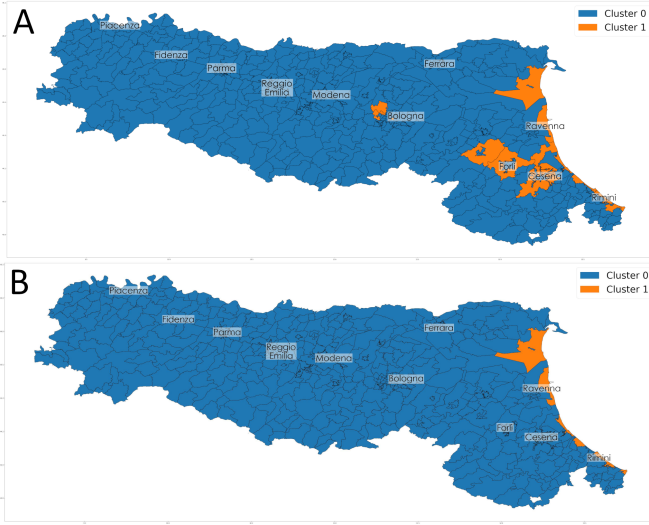 A
Cluster 0
Cluster 1
Piacenza
Fidenza
Parma
Reggio
Emilia
Modena
Ferrara
Bologna
Ravenna
Forlì
Cesena
Rimini
B
Cluster 0
Cluster 1
Piacenza
Fidenza
Parma
Reggio
Emilia
Modena
Ferrara
Bologna
Ravenna
Forlì
Cesena
Rimini